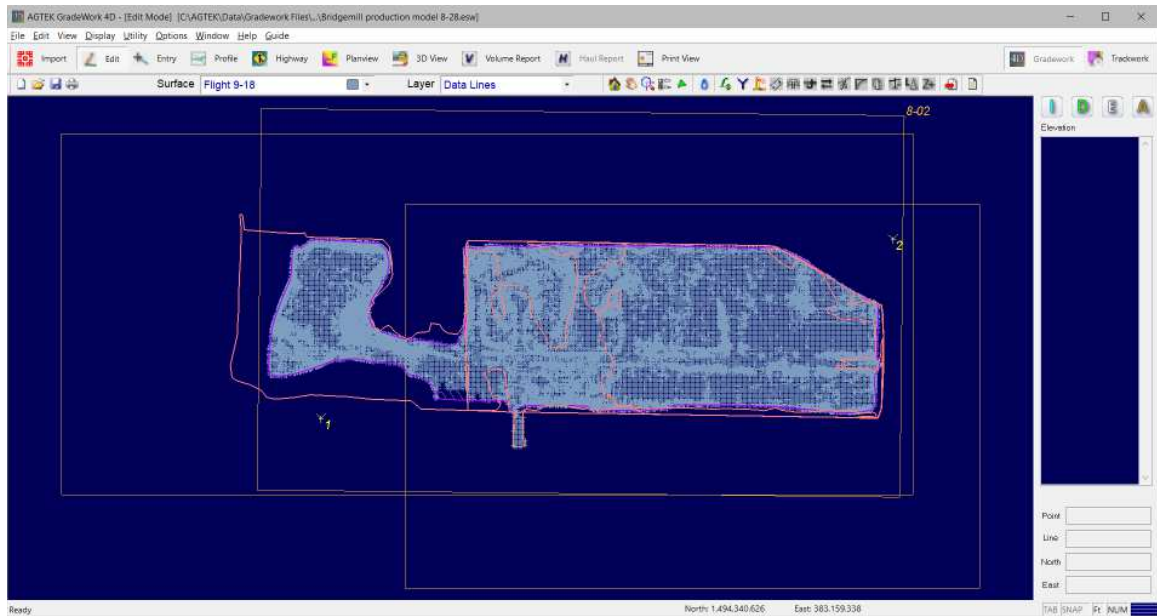 AGTEK GradeWork 4D - [Edit Mode] [C:\AGTEK\Data\Gradework Files\...\Bridgemill production model 8-28.esw]
File Edit View Display Utility Options Window Help Guide
Import Edit Entry Profile Highway Planview 3D View Volume Report Haul Report Print View Gradework Trackwork
Surface Flight 9-18 Layer Data Lines
I D E A
Elevation
8-02
2
1
Point
Line
North
East
Ready North: 1,494,340.626 East: 383,159.338 TAB SNAP Ft NUM